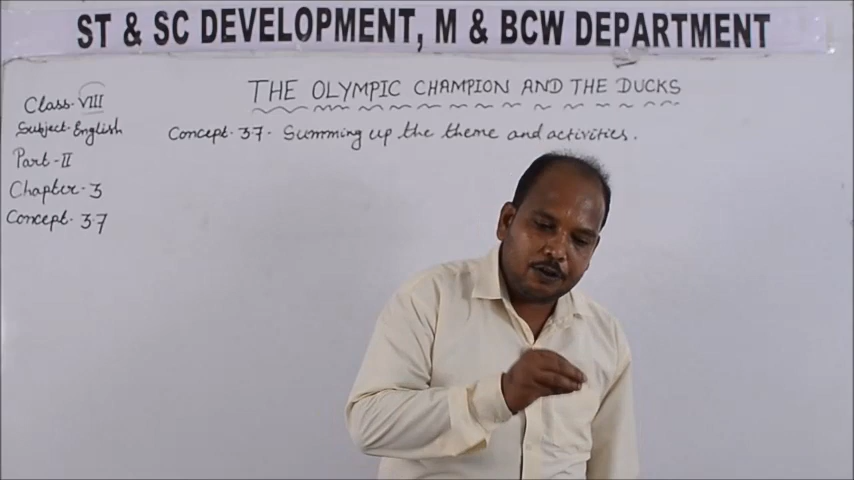 ST & SC DEVELOPMENT, M & BCW DEPARTMENT
THE OLYMPIC CHAMPION AND THE DUCKS
Class- VIII
Subject- English
Part - II
Chapter - 3
Concept - 37
Concept - 37 - Summing up the theme and activities.